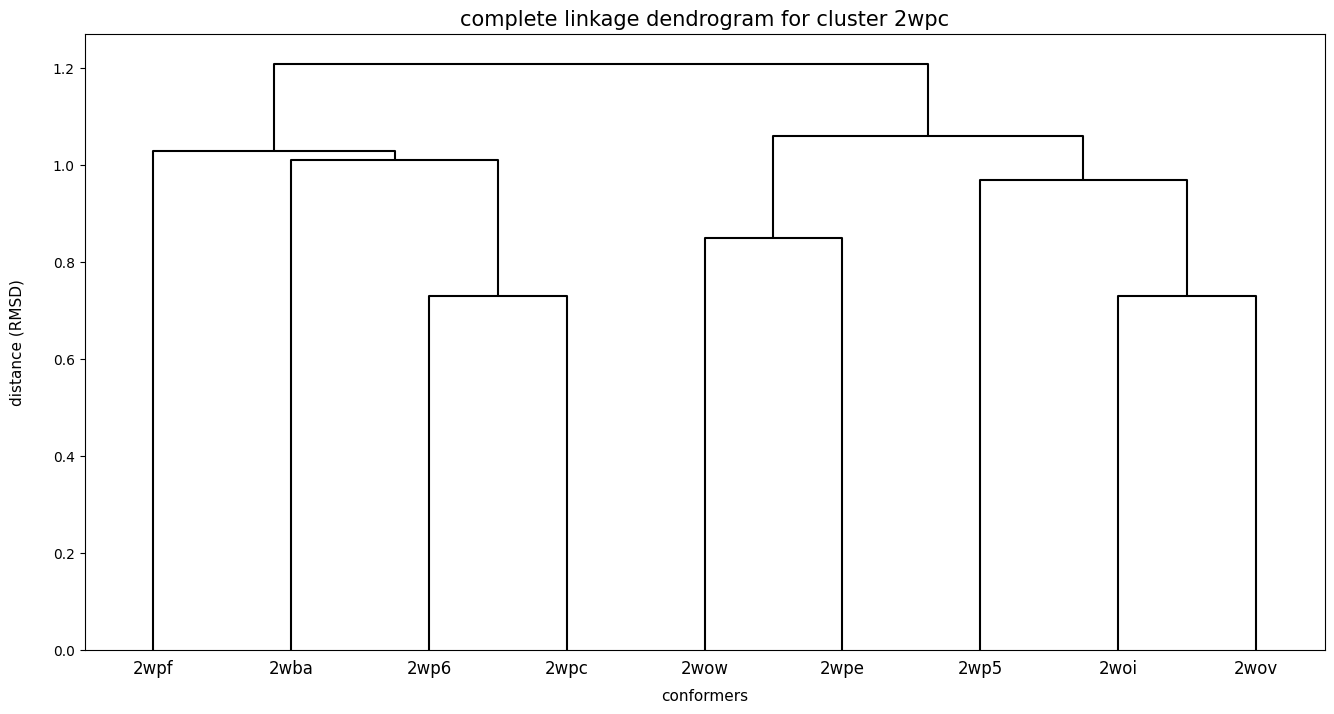 complete linkage dendrogram for cluster 2wpc
1.2
1.0
0.8
0.6
0.4
0.2
0.0
distance (RMSD)
2wpf 2wba 2wp6 2wpc 2wow 2wpe 2wp5 2woi 2wov
conformers